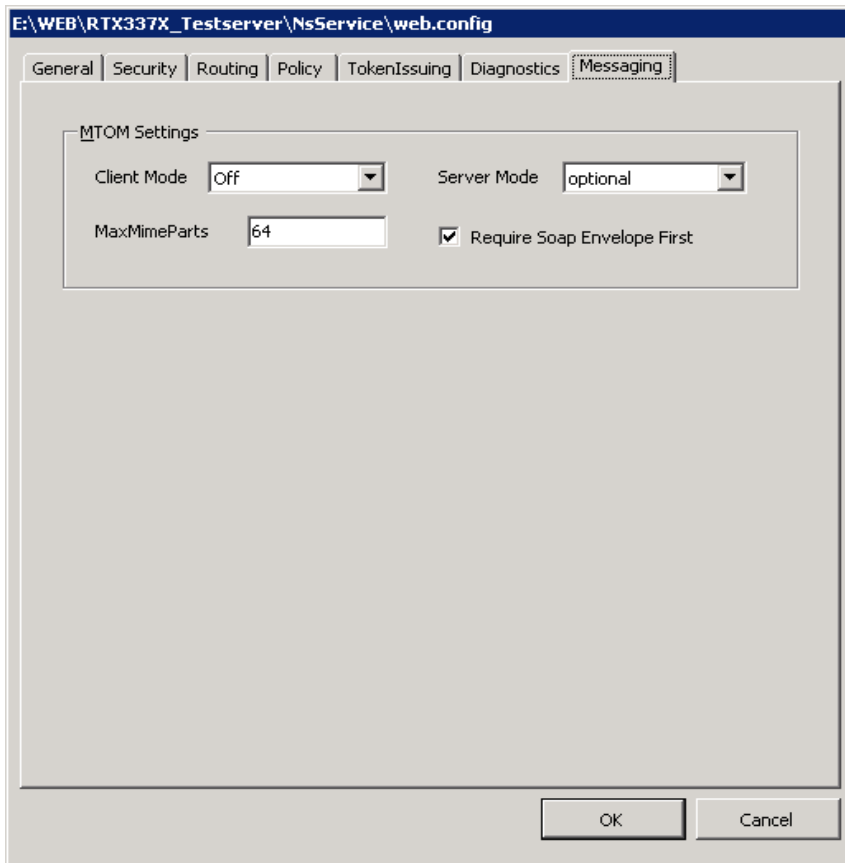 E:\WEB\RTX337X_Testserver\NsService\web.config
General Security Routing Policy TokenIssuing Diagnostics Messaging
MTOM Settings
Client Mode Off Server Mode optional
MaxMimeParts 64 Require Soap Envelope First
OK Cancel